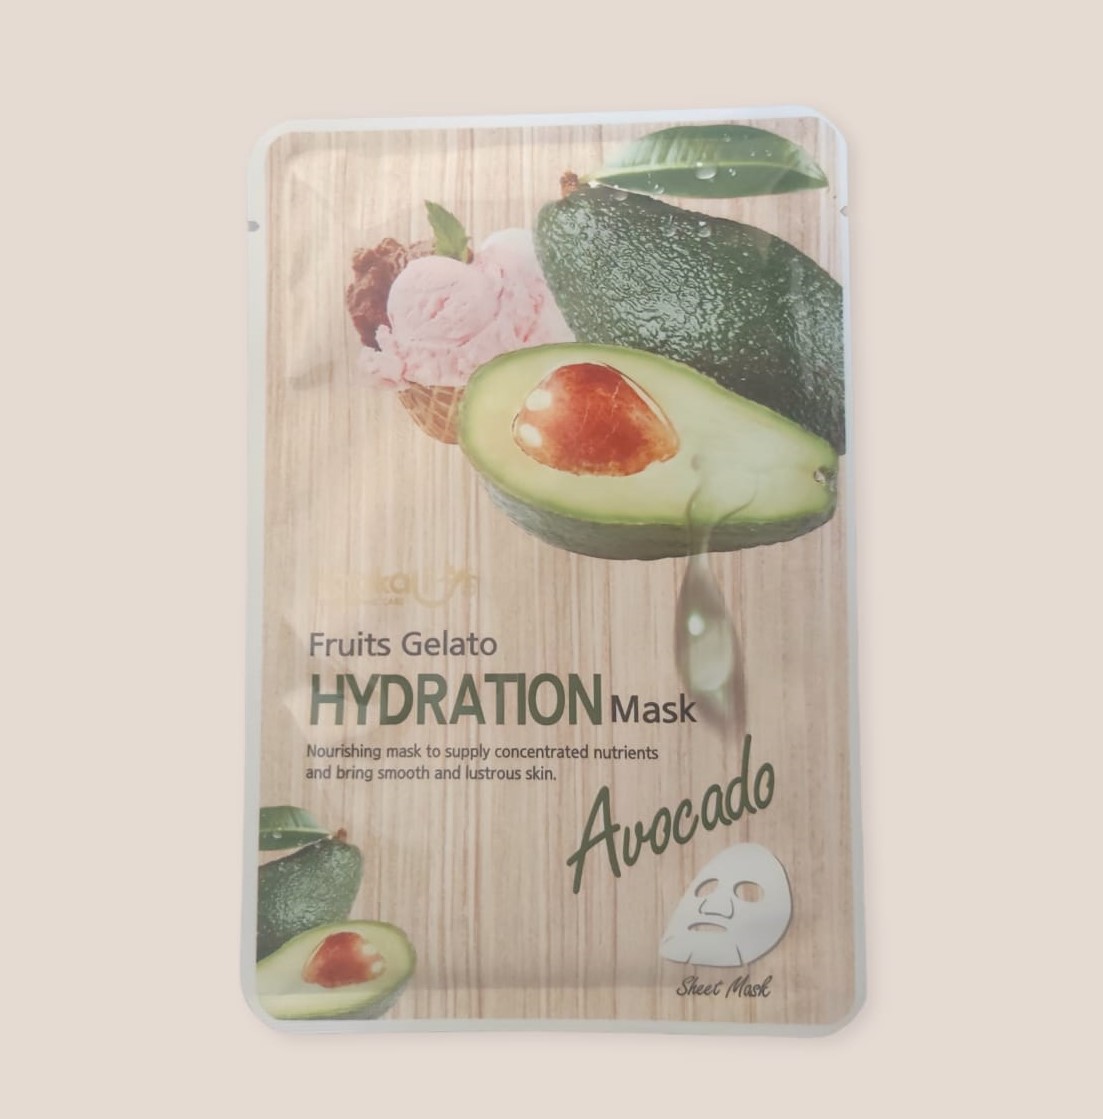 Fruits Gelato
HYDRATION Mask
Nourishing mask to supply concentrated nutrients
and bring smooth and lustrous skin.
Avocado
Sheet Mask